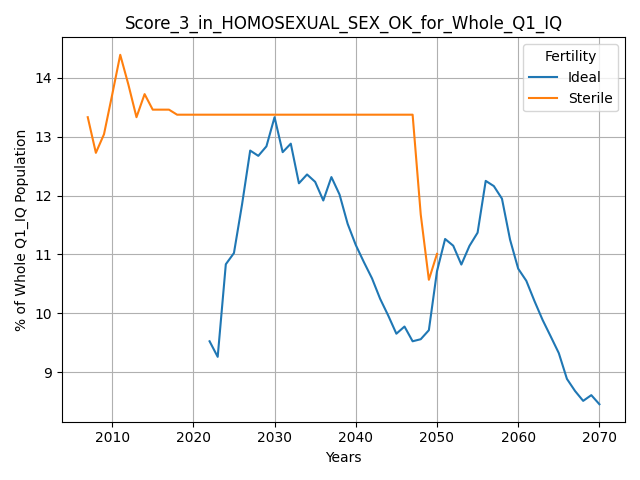 Score_3_in_HOMOSEXUAL_SEX_OK_for_Whole_Q1_IQ
Fertility
Ideal
Sterile
% of Whole Q1_IQ Population
14
13
12
11
10
9
2010 2020 2030 2040 2050 2060 2070
Years